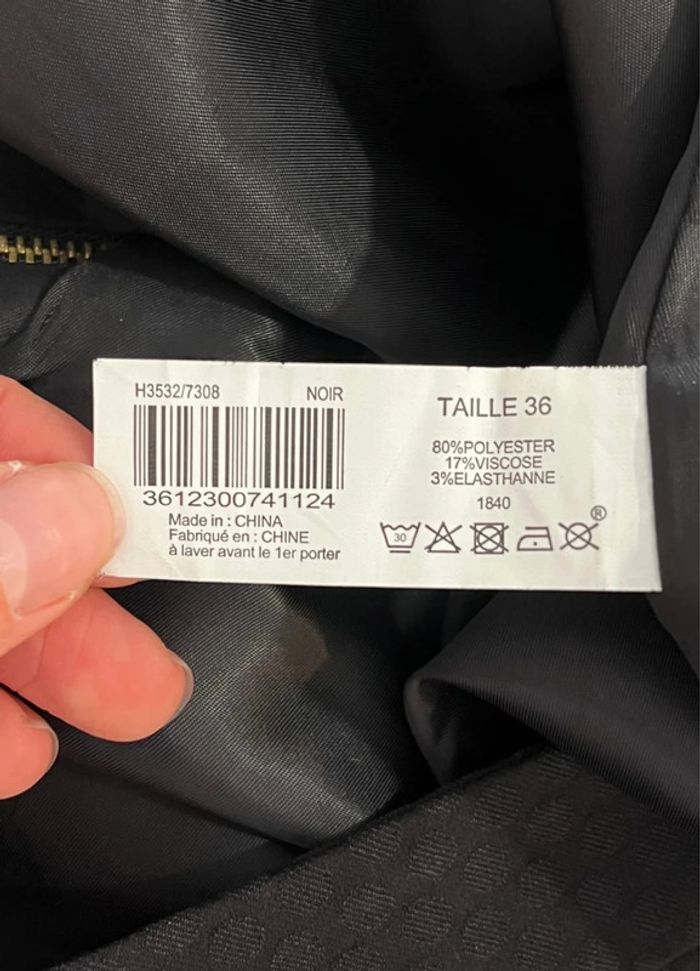 H3532/7308 NOIR
3612300741124
Made in : CHINA
Fabriqué en : CHINE
à laver avant le 1er porter
TAILLE 36
80%POLYESTER
17%VISCOSE
3%ELASTHANNE
1840
30
®